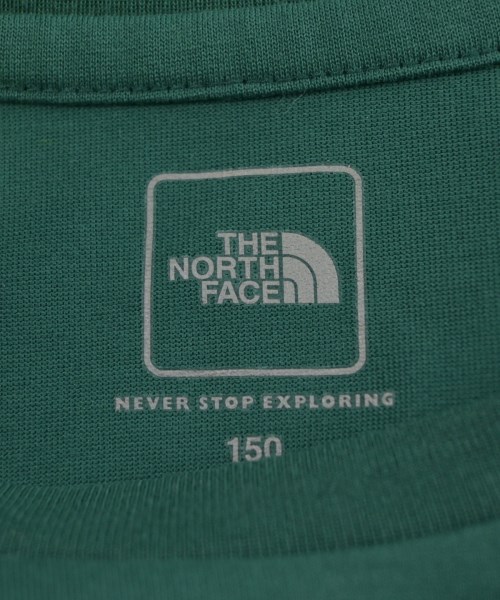 THE
NORTH
FACE
NEVER STOP EXPLORING
150